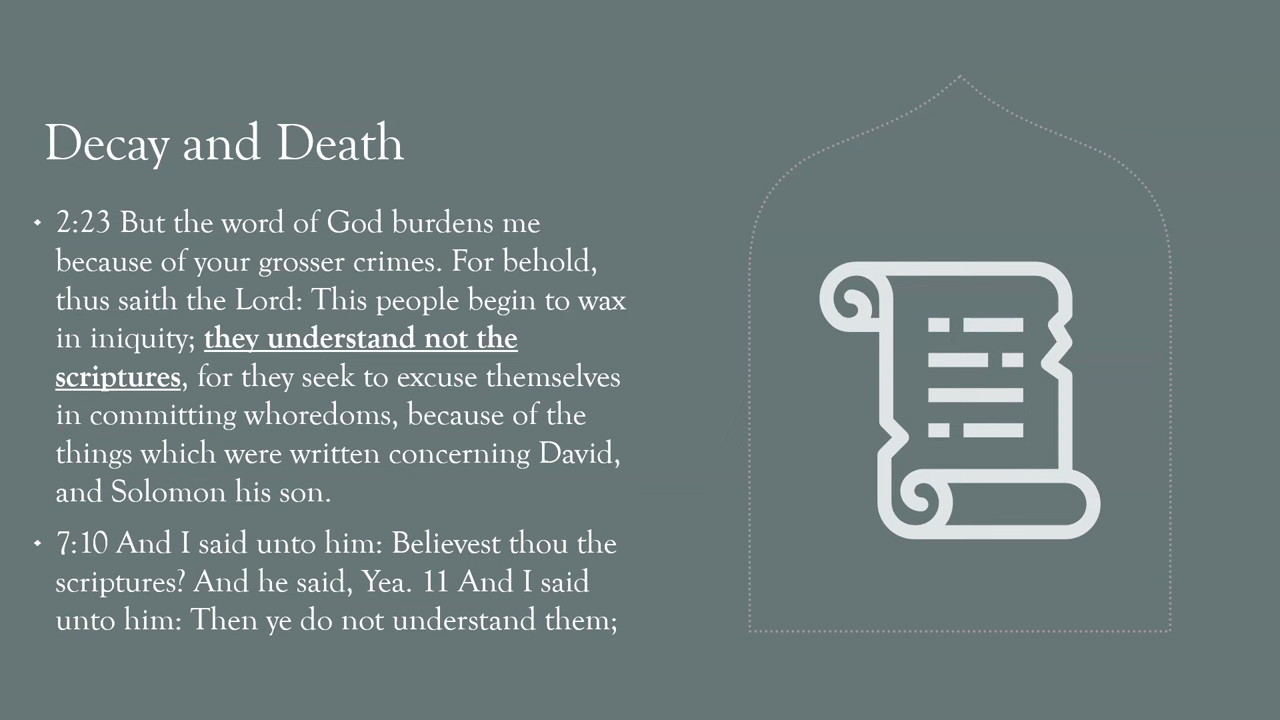 Decay and Death
2:23 But the word of God burdens me
because of your grosser crimes. For behold,
thus saith the Lord: This people begin to wax
in iniquity; they understand not the
scriptures, for they seek to excuse themselves
in committing whoredoms, because of the
things which were written concerning David,
and Solomon his son.
7:10 And I said unto him: Believest thou the
scriptures? And he said, Yea. 11 And I said
unto him: Then ye do not understand them;